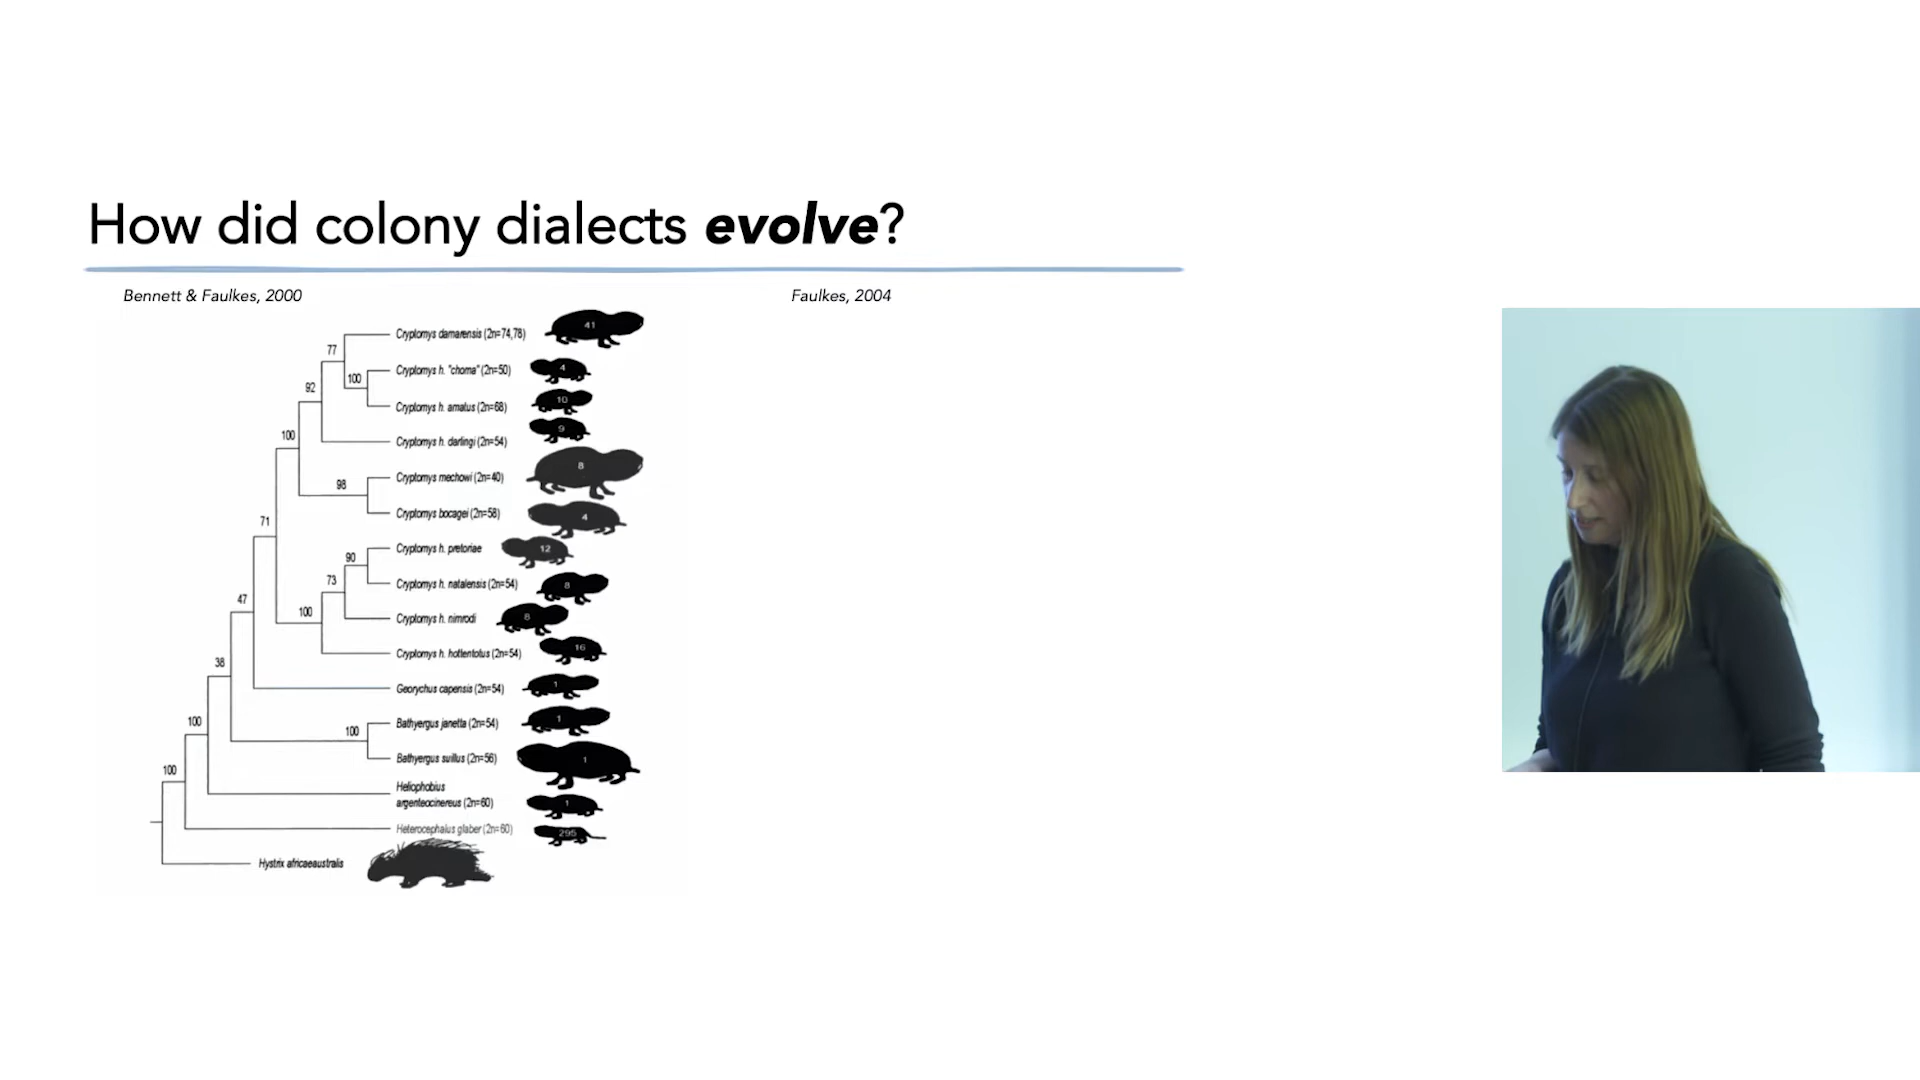 How did colony dialects evolve?
Bennett & Faulkes, 2000
Faulkes, 2004
Cryptomys damarensis (2n=74,78)
41
77
Cryptomys h. "choma" (2n=50)
4
100
92
Cryptomys h. amatus (2n=68)
10
Cryptomys h. darlingi (2n=54)
9
100
Cryptomys mechowi (2n=40)
8
98
Cryptomys bocagei (2n=58)
4
71
Cryptomys h. pretoriae
12
90
Cryptomys h. natalensis (2n=54)
8
73
47
100
Cryptomys h. nimrodi
8
Cryptomys h. hottentotus (2n=54)
16
38
Georychus capensis (2n=54)
1
100
Bathyergus janetta (2n=54)
1
100
Bathyergus suillus (2n=56)
1
100
Heliophobius
argenteocinereus (2n=60)
1
Heterocephalus glaber (2n=60)
295
Hystrix africaeaustralis